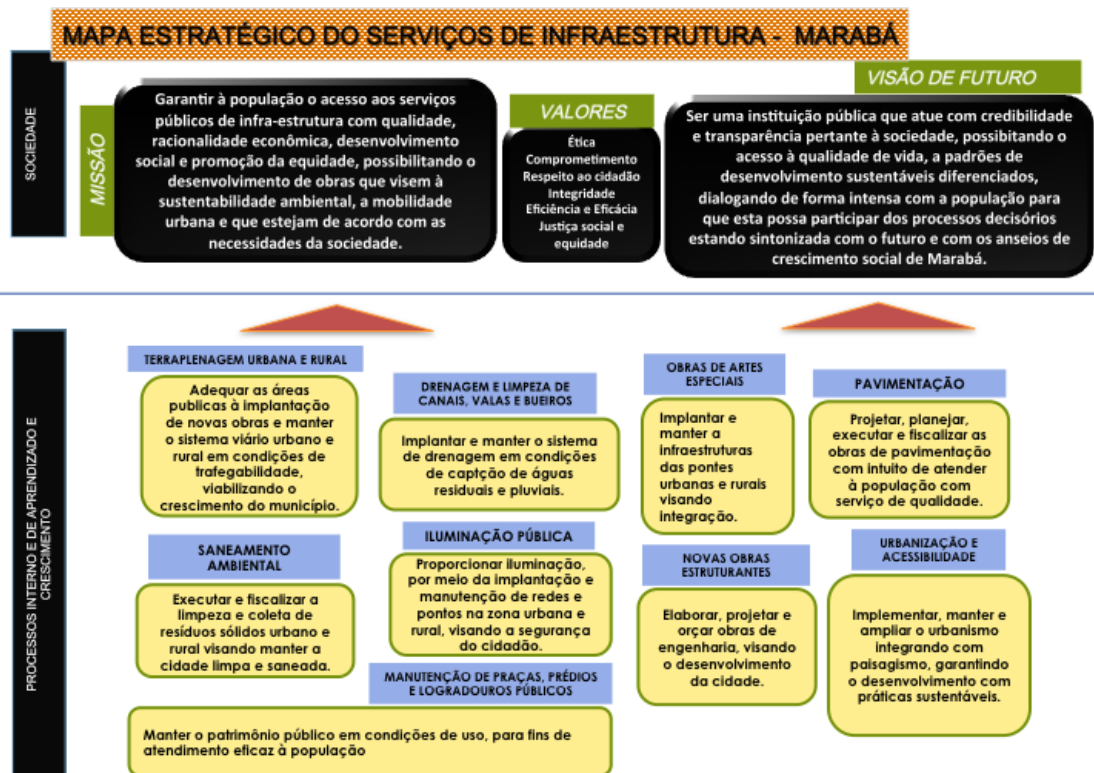 MAPA ESTRATÉGICO DO SERVIÇOS DE INFRAESTRUTURA - MARABÁ
SOCIEDADE
MISSÃO
Garantir à população o acesso aos serviços
públicos de infra-estrutura com qualidade,
racionalidade econômica, desenvolvimento
social e promoção da equidade, possibilitando o
desenvolvimento de obras que visem à
sustentabilidade ambiental, a mobilidade
urbana e que estejam de acordo com as
necessidades da sociedade.
VALORES
Ética
Comprometimento
Respeito ao cidadão
Integridade
Eficiência e Eficácia
Justiça social e
equidade
VISÃO DE FUTURO
Ser uma instituição pública que atue com credibilidade
e transparência pertante à sociedade, possibitando o
acesso à qualidade de vida, a padrões de
desenvolvimento sustentáveis diferenciados,
dialogando de forma intensa com a população para
que esta possa participar dos processos decisórios
estando sintonizada com o futuro e com os anseios de
crescimento social de Marabá.
PROCESSOS INTERNO E DE APRENDIZADO E
CRESCIMENTO
TERRAPLENAGEM URBANA E RURAL
Adequar as áreas
publicas à implantação
de novas obras e manter
o sistema viário urbano e
rural em condições de
trafegabilidade,
viabilizando o
crescimento do município.
DRENAGEM E LIMPEZA DE
CANAIS, VALAS E BUEIROS
Implantar e manter o sistema
de drenagem em condições
de captção de águas
residuais e pluviais.
OBRAS DE ARTES
ESPECIAIS
Implantar e
manter a
infraestruturas
das pontes
urbanas e rurais
visando
integração.
PAVIMENTAÇÃO
Projetar, planejar,
executar e fiscalizar as
obras de pavimentação
com intuito de atender
à população com
serviço de qualidade.
SANEAMENTO
AMBIENTAL
Executar e fiscalizar a
limpeza e coleta de
resíduos sólidos urbano e
rural visando manter a
cidade limpa e saneada.
ILUMINAÇÃO PÚBLICA
Proporcionar iluminação,
por meio da implantação e
manutenção de redes e
pontos na zona urbana e
rural, visando a segurança
do cidadão.
NOVAS OBRAS
ESTRUTURANTES
Elaborar, projetar e
orçar obras de
engenharia, visando
o desenvolvimento
da cidade.
URBANIZAÇÃO E
ACESSIBILIDADE
Implementar, manter e
ampliar o urbanismo
integrando com
paisagismo, garantindo
o desenvolvimento com
práticas sustentáveis.
MANUTENÇÃO DE PRAÇAS, PRÉDIOS
E LOGRADOUROS PÚBLICOS
Manter o patrimônio público em condições de uso, para fins de
atendimento eficaz à população